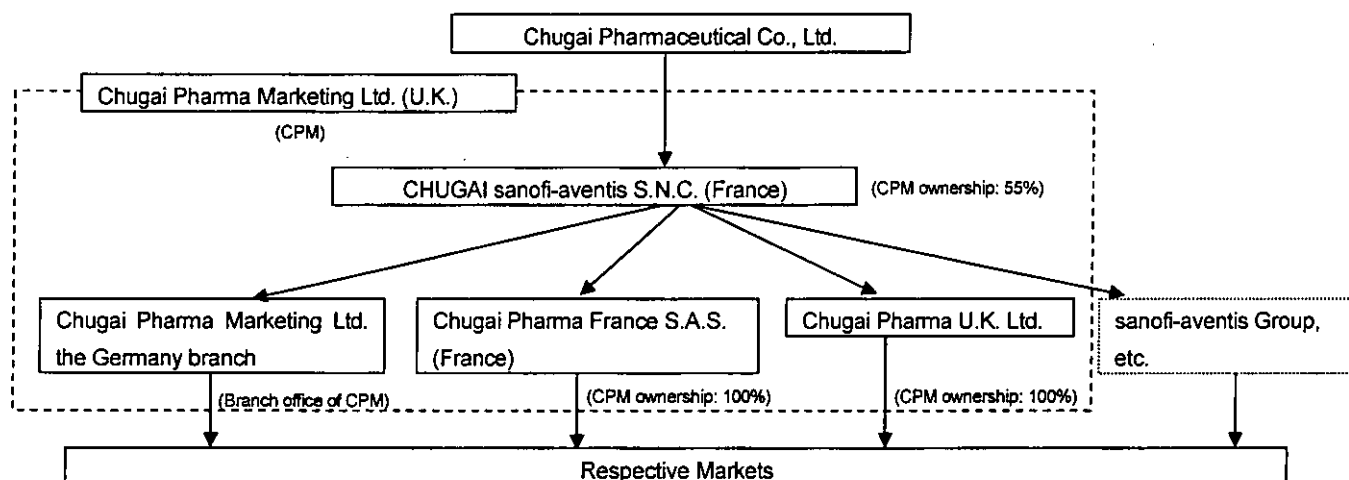 Chugai Pharmaceutical Co., Ltd.
Chugai Pharma Marketing Ltd. (U.K.)
(CPM)
CHUGAI sanofi-aventis S.N.C. (France)
(CPM ownership: 55%)
Chugai Pharma Marketing Ltd.
the Germany branch
Chugai Pharma France S.A.S.
(France)
Chugai Pharma U.K. Ltd.
sanofi-aventis Group,
etc.
(Branch office of CPM)
(CPM ownership: 100%)
(CPM ownership: 100%)
Respective Markets